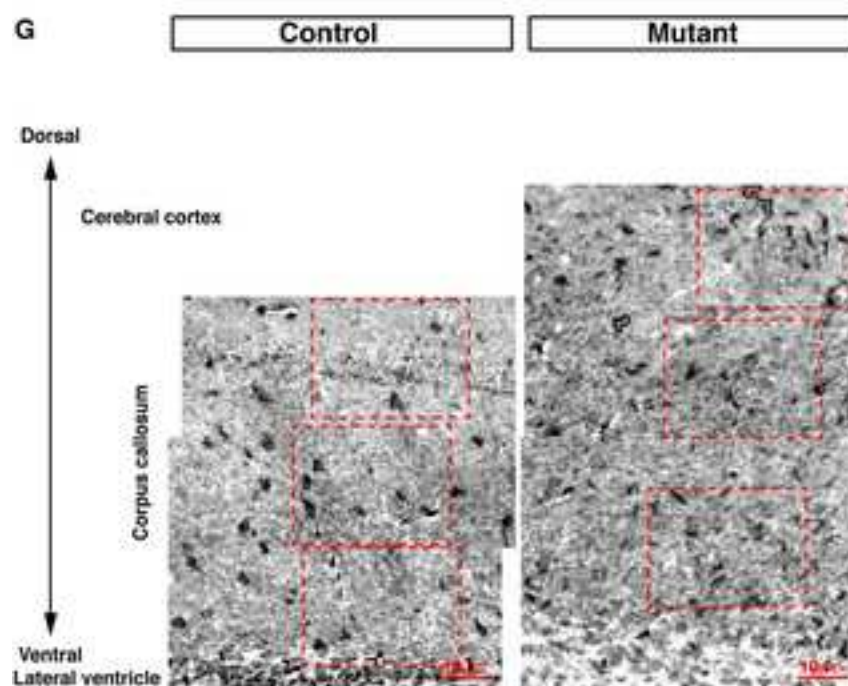 G
Control
Mutant
Dorsal
Cerebral cortex
Corpus callosum
Ventral
Lateral ventricle